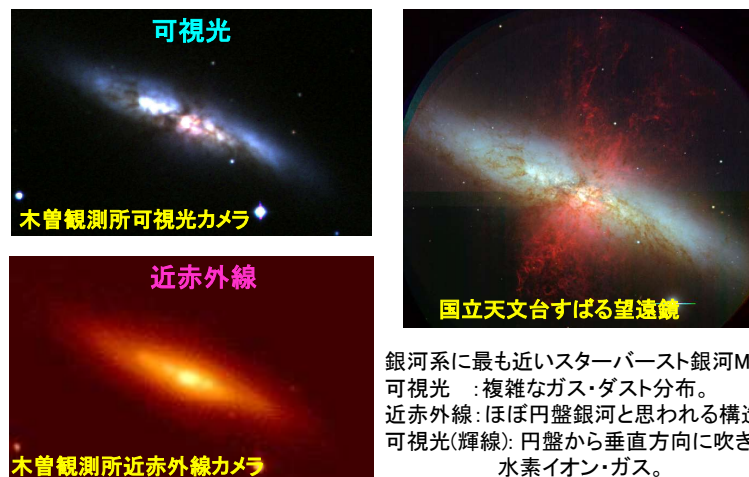 可視光
木曽観測所可視光カメラ
近赤外線
木曽観測所近赤外線カメラ
国立天文台すばる望遠鏡
銀河系に最も近いスターバースト銀河M
可視光　：複雑なガス・ダスト分布。
近赤外線：ほぼ円盤銀河と思われる構造
可視光(輝線)：円盤から垂直方向に吹き
水素イオン・ガス。